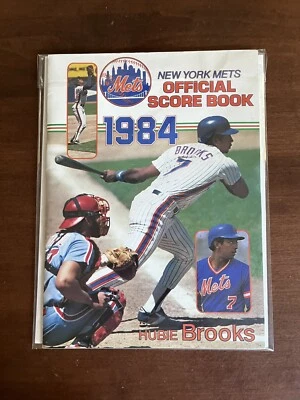 Mets
NEW YORK METS
OFFICIAL
SCORE BOOK
1984
BROOKS
7
Mets
7
HUBIE Brooks